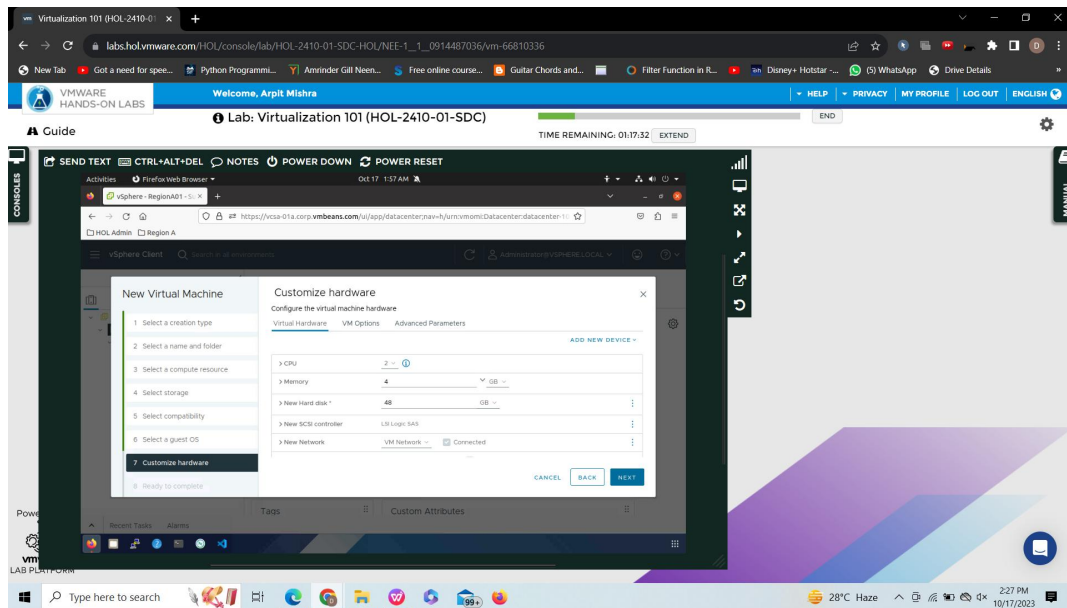 vm Virtualization 101 (HOL-2410-01 × +
labs.hol.vmware.com/HOL/console/lab/HOL-2410-01-SDC-HOL/NEE-1__1__0914487036/vm-66810336
New Tab Got a need for spee... Python Programmi... Amrinder Gill Neen... Free online course... Guitar Chords and... Filter Function in R... Disney+ Hotstar -... (5) WhatsApp Drive Details »
VMWARE
HANDS-ON LABS
Welcome, Arpit Mishra
HELP PRIVACY MY PROFILE LOG OUT ENGLISH
Guide
Lab: Virtualization 101 (HOL-2410-01-SDC)
END
TIME REMAINING: 01:17:32 EXTEND
CONSOLES
MANUAL
SEND TEXT CTRL+ALT+DEL NOTES POWER DOWN POWER RESET
Activities Firefox Web Browser Oct 17 1:57 AM
vSphere - RegionA01 - × +
https://vcsa-01a.corp.vmbeans.com/ui/app/datacenter;nav=h/urn:vmomi:Datacenter:datacenter-
HOL Admin Region A
vSphere Client Search in all environments Administrator@VSPHERE.LOCAL
New Virtual Machine
1 Select a creation type
2 Select a name and folder
3 Select a compute resource
4 Select storage
5 Select compatibility
6 Select a guest OS
7 Customize hardware
8 Ready to complete
Customize hardware ×
Configure the virtual machine hardware
Virtual Hardware VM Options Advanced Parameters
ADD NEW DEVICE
> CPU 2
> Memory 4 GB
> New Hard disk * 48 GB
> New SCSI controller LSI Logic SAS
> New Network VM Network Connected
CANCEL BACK NEXT
Tags Custom Attributes
Recent Tasks Alarms
Powe
vm
LAB PLATFORM
Type here to search
99+
28°C Haze
2:27 PM
10/17/2023